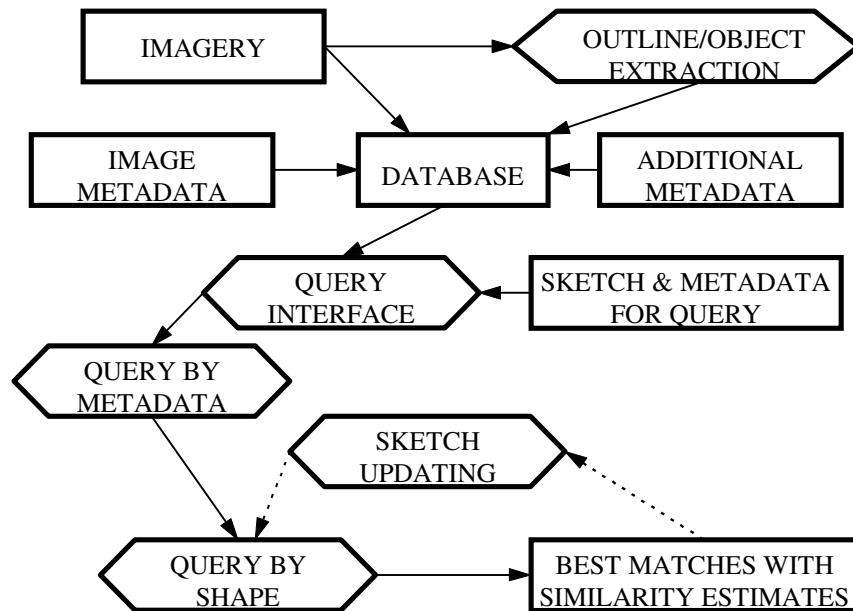 IMAGERY
OUTLINE/OBJECT
EXTRACTION
IMAGE
METADATA
DATABASE
ADDITIONAL
METADATA
QUERY
INTERFACE
SKETCH & METADATA
FOR QUERY
QUERY BY
METADATA
SKETCH
UPDATING
QUERY BY
SHAPE
BEST MATCHES WITH
SIMILARITY ESTIMATES